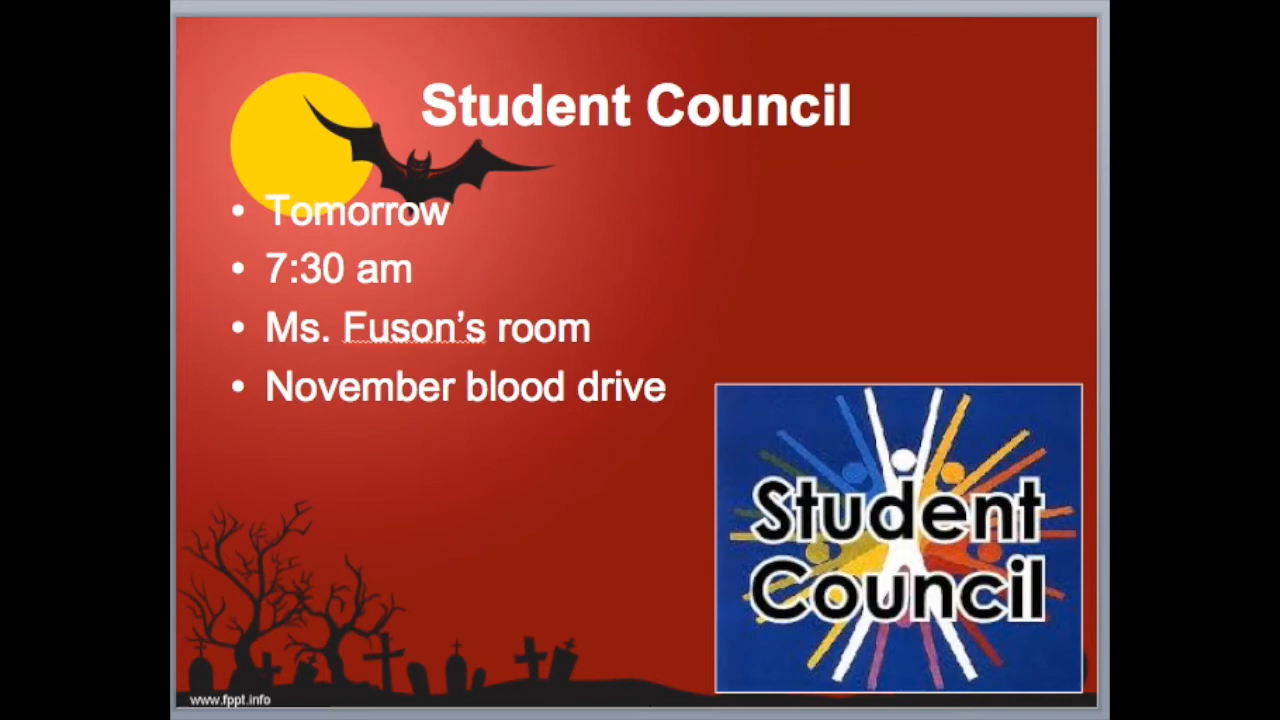 Student Council
• Tomorrow
• 7:30 am
• Ms. Fuson’s room
• November blood drive
Student
Council
www.fppt.info